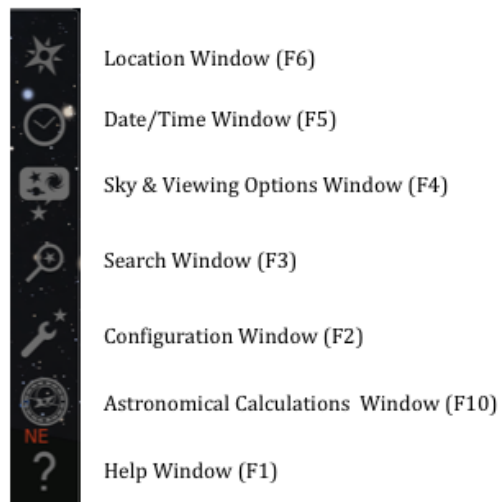 Location Window (F6)
Date/Time Window (F5)
Sky & Viewing Options Window (F4)
Search Window (F3)
Configuration Window (F2)
Astronomical Calculations Window (F10)
NE
?
Help Window (F1)